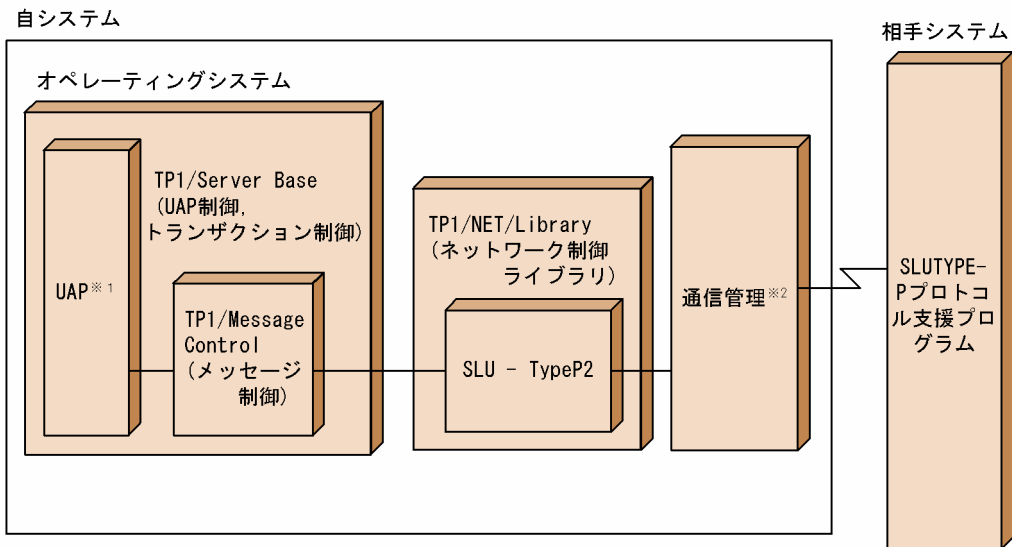 自システム
相手システム
オペレーティングシステム
TP1/Server Base
(UAP制御,
トランザクション制御)
UAP※1
TP1/Message
Control
(メッセージ
制御)
TP1/NET/Library
(ネットワーク制御
ライブラリ)
SLU - TypeP2
通信管理※2
SLUTYPE-
Pプロトコ
ル支援プロ
グラム